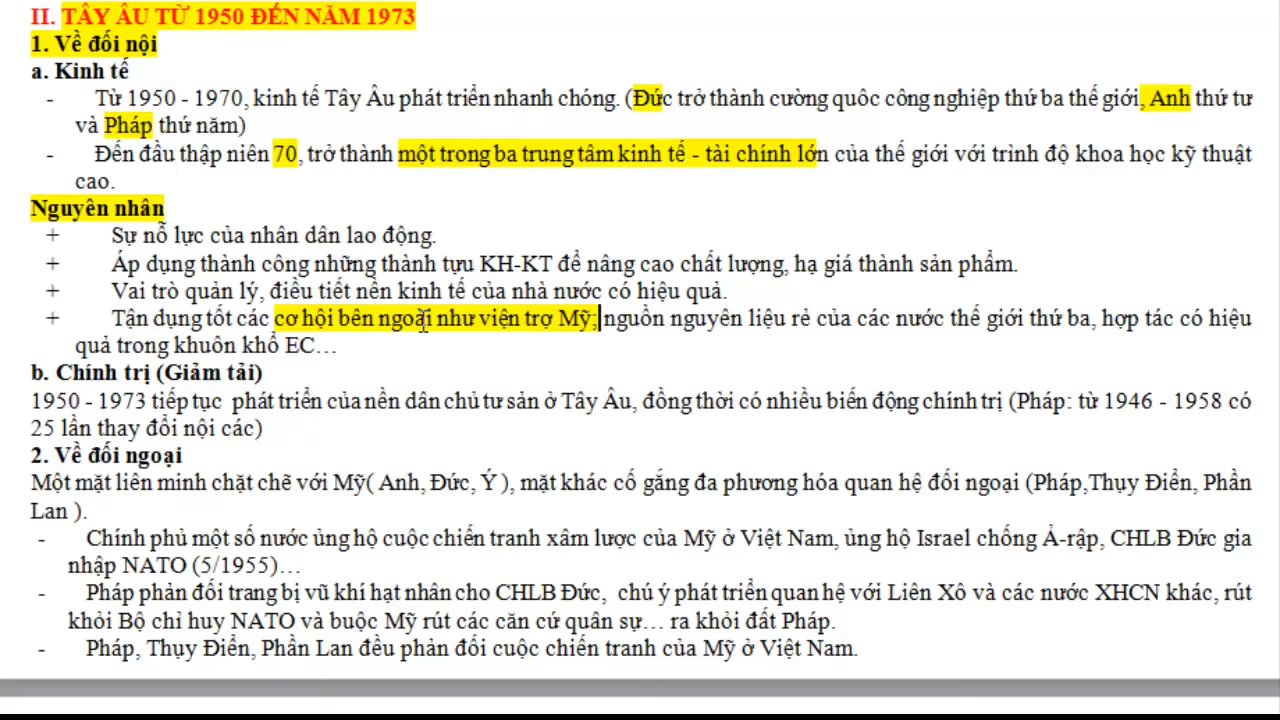 II. TÂY ÂU TỪ 1950 ĐẾN NĂM 1973
1. Về đối nội
a. Kinh tế
- Từ 1950 - 1970, kinh tế Tây Âu phát triển nhanh chóng. (Đức trở thành cường quôc công nghiệp thứ ba thế giới, Anh thứ tư
và Pháp thứ năm)
- Đến đầu thập niên 70, trở thành một trong ba trung tâm kinh tế - tài chính lớn của thế giới với trình độ khoa học kỹ thuật
cao.
Nguyên nhân
+ Sự nỗ lực của nhân dân lao động.
+ Áp dụng thành công những thành tựu KH-KT để nâng cao chất lượng, hạ giá thành sản phẩm.
+ Vai trò quản lý, điều tiết nền kinh tế của nhà nước có hiệu quả.
+ Tận dụng tốt các cơ hội bên ngoài như viện trợ Mỹ; nguồn nguyên liệu rẻ của các nước thế giới thứ ba, hợp tác có hiệu
quả trong khuôn khổ EC…
b. Chính trị (Giảm tải)
1950 - 1973 tiếp tục phát triển của nền dân chủ tư sản ở Tây Âu, đồng thời có nhiều biến động chính trị (Pháp: từ 1946 - 1958 có
25 lần thay đổi nội các)
2. Về đối ngoại
Một mặt liên minh chặt chẽ với Mỹ( Anh, Đức, Ý ), mặt khác cố gắng đa phương hóa quan hệ đối ngoại (Pháp,Thụy Điển, Phần
Lan ).
- Chính phủ một số nước ủng hộ cuộc chiến tranh xâm lược của Mỹ ở Việt Nam, ủng hộ Israel chống Ả-rập, CHLB Đức gia
nhập NATO (5/1955)…
- Pháp phản đối trang bị vũ khí hạt nhân cho CHLB Đức, chú ý phát triển quan hệ với Liên Xô và các nước XHCN khác, rút
khỏi Bộ chỉ huy NATO và buộc Mỹ rút các căn cứ quân sự… ra khỏi đất Pháp.
- Pháp, Thụy Điển, Phần Lan đều phản đối cuộc chiến tranh của Mỹ ở Việt Nam.